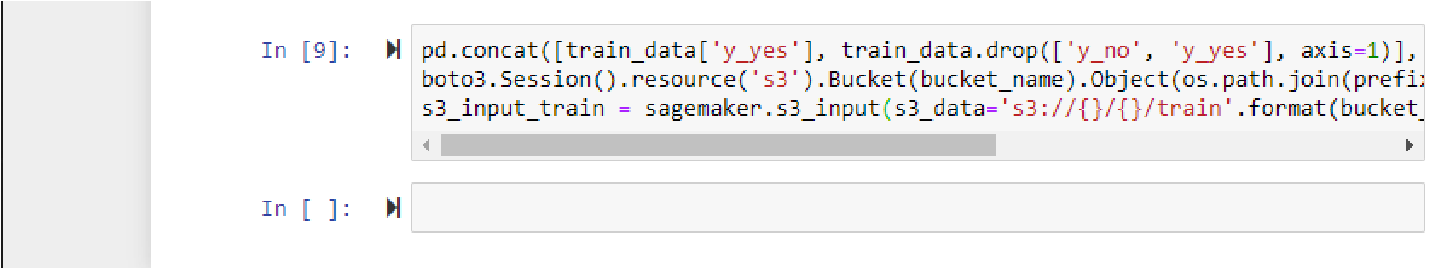 In [9]: pd.concat([train_data['y_yes'], train_data.drop(['y_no', 'y_yes'], axis=1)],
boto3.Session().resource('s3').Bucket(bucket_name).Object(os.path.join(prefix
s3_input_train = sagemaker.s3_input(s3_data='s3://{}/{}/train'.format(bucket_
In [ ]: